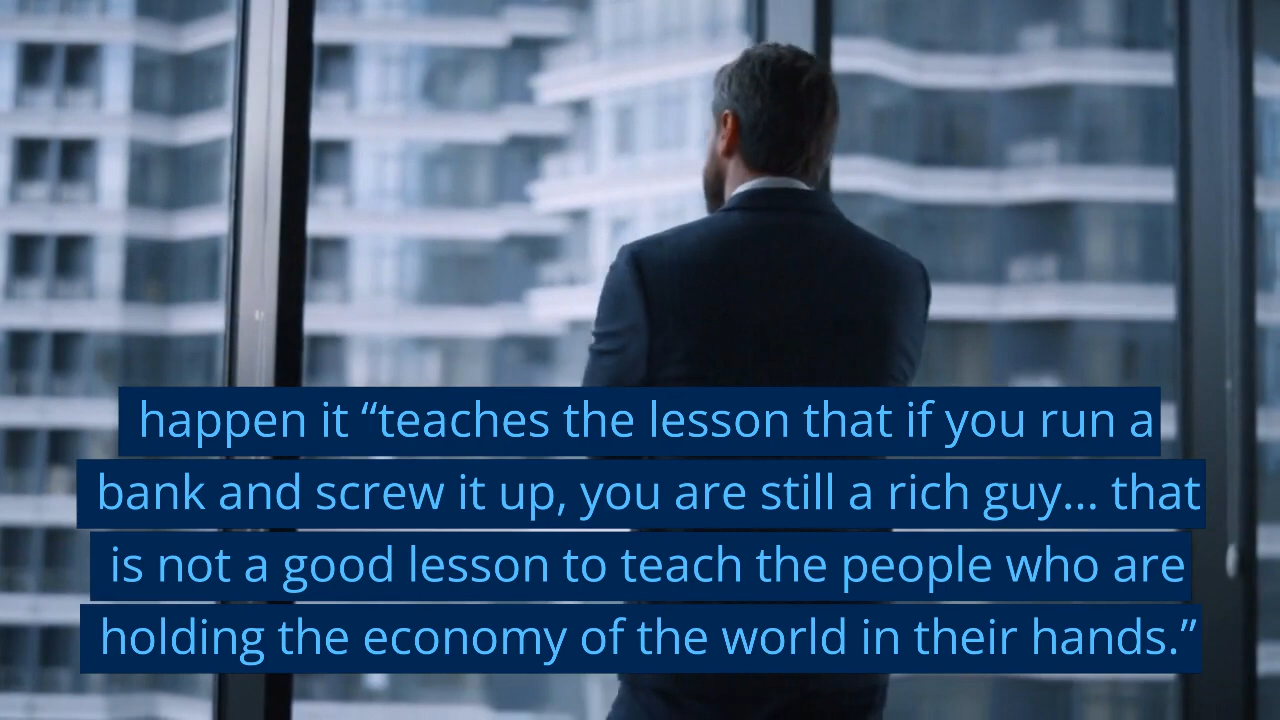 happen it “teaches the lesson that if you run a
bank and screw it up, you are still a rich guy… that
is not a good lesson to teach the people who are
holding the economy of the world in their hands.”